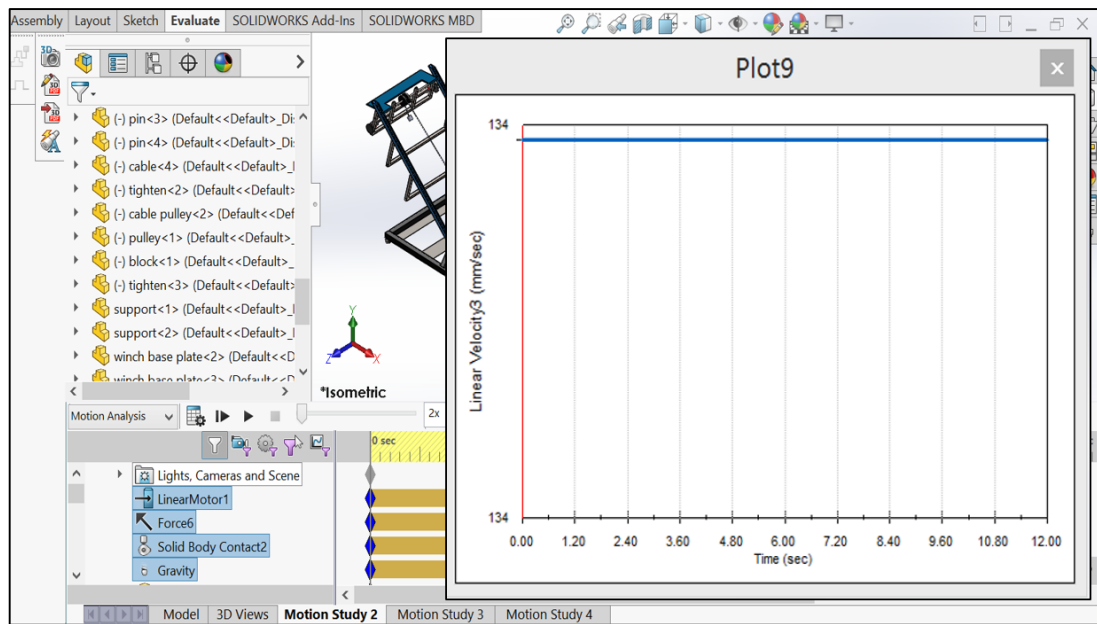 Assembly Layout Sketch Evaluate SOLIDWORKS Add-Ins SOLIDWORKS MBD
(-) pin<3> (Default<<Default>_Di
(-) pin<4> (Default<<Default>_Di
(-) cable<4> (Default<<Default>_
(-) tighten<2> (Default<<Default>
(-) cable pulley<2> (Default<<Def
(-) pulley<1> (Default<<Default>_
(-) block<1> (Default<<Default>_
(-) tighten<3> (Default<<Default>
support<1> (Default<<Default>_
support<2> (Default<<Default>_
winch base plate<2> (Default<<D
winch base plate<3> (Default<<D
Y
Z X
*Isometric
Motion Analysis
2x
0 sec
Lights, Cameras and Scene
LinearMotor1
Force6
Solid Body Contact2
Gravity
Model 3D Views Motion Study 2 Motion Study 3 Motion Study 4
Plot9
134
Linear Velocity3 (mm/sec)
134
0.00 1.20 2.40 3.60 4.80 6.00 7.20 8.40 9.60 10.80 12.00
Time (sec)